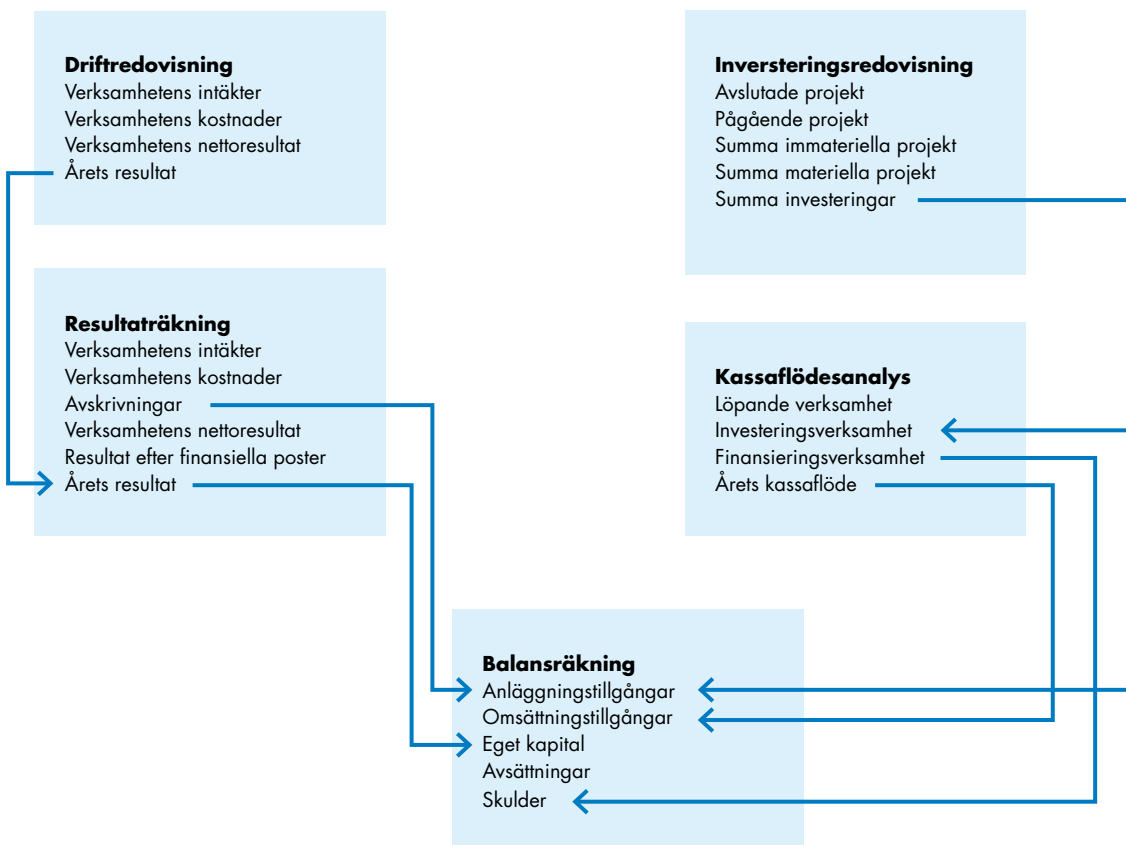 Driftredovisning
Verksamhetens intäkter
Verksamhetens kostnader
Verksamhetens nettoresultat
Årets resultat
Inversteringsredovisning
Avslutade projekt
Pågående projekt
Summa immateriella projekt
Summa materiella projekt
Summa investeringar
Resultaträkning
Verksamhetens intäkter
Verksamhetens kostnader
Avskrivningar
Verksamhetens nettoresultat
Resultat efter finansiella poster
Årets resultat
Kassaflödesanalys
Löpande verksamhet
Investeringsverksamhet
Finansieringsverksamhet
Årets kassaflöde
Balansräkning
Anläggningstillgångar
Omsättningstillgångar
Eget kapital
Avsättningar
Skulder